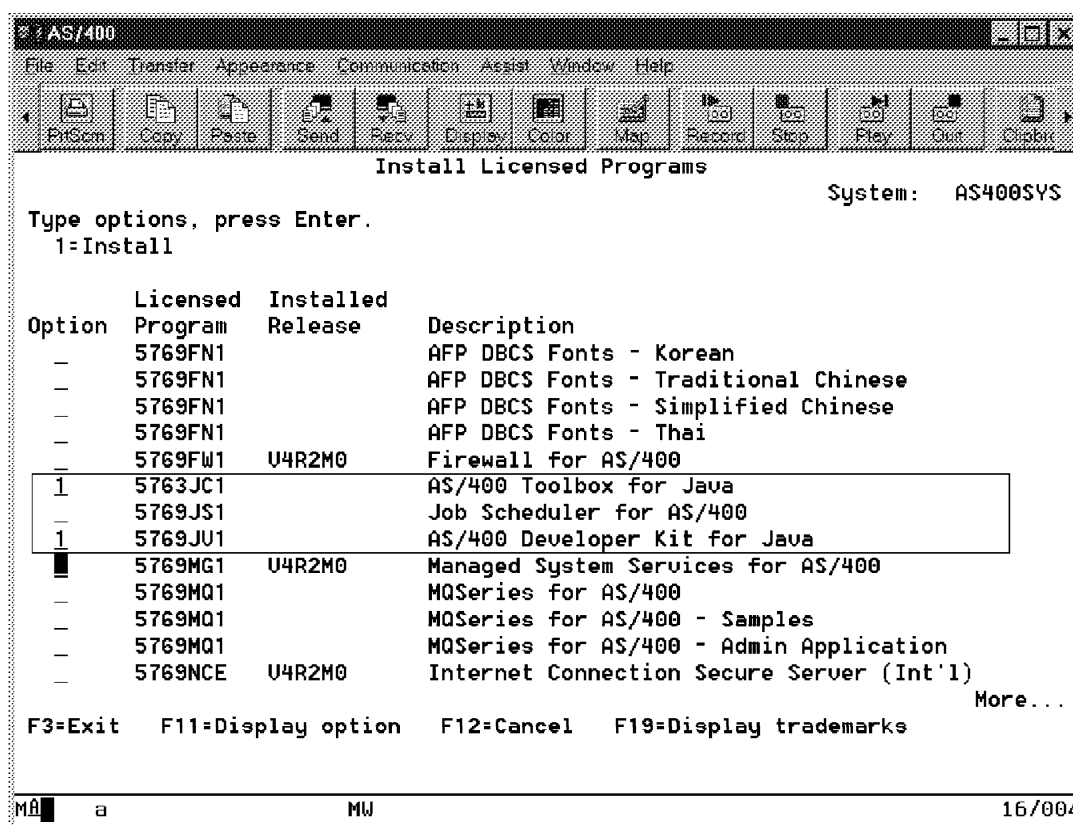 AS/400
File Edit Transfer Appearance Communication Assist Window Help
PrtScrn Copy Paste Send Recv Display Color Map Record Stop Play Quit Clipbrd
Install Licensed Programs
System: AS400SYS
Type options, press Enter.
1=Install
Licensed Installed
Option Program Release Description
_ 5769FN1 AFP DBCS Fonts - Korean
_ 5769FN1 AFP DBCS Fonts - Traditional Chinese
_ 5769FN1 AFP DBCS Fonts - Simplified Chinese
_ 5769FN1 AFP DBCS Fonts - Thai
_ 5769FW1 V4R2M0 Firewall for AS/400
1 5763JC1 AS/400 Toolbox for Java
_ 5769JS1 Job Scheduler for AS/400
1 5769JV1 AS/400 Developer Kit for Java
5769MG1 V4R2M0 Managed System Services for AS/400
_ 5769MQ1 MQSeries for AS/400
_ 5769MQ1 MQSeries for AS/400 - Samples
_ 5769MQ1 MQSeries for AS/400 - Admin Application
_ 5769NCE V4R2M0 Internet Connection Secure Server (Int'l)
More...
F3=Exit F11=Display option F12=Cancel F19=Display trademarks
MA a MW 16/004